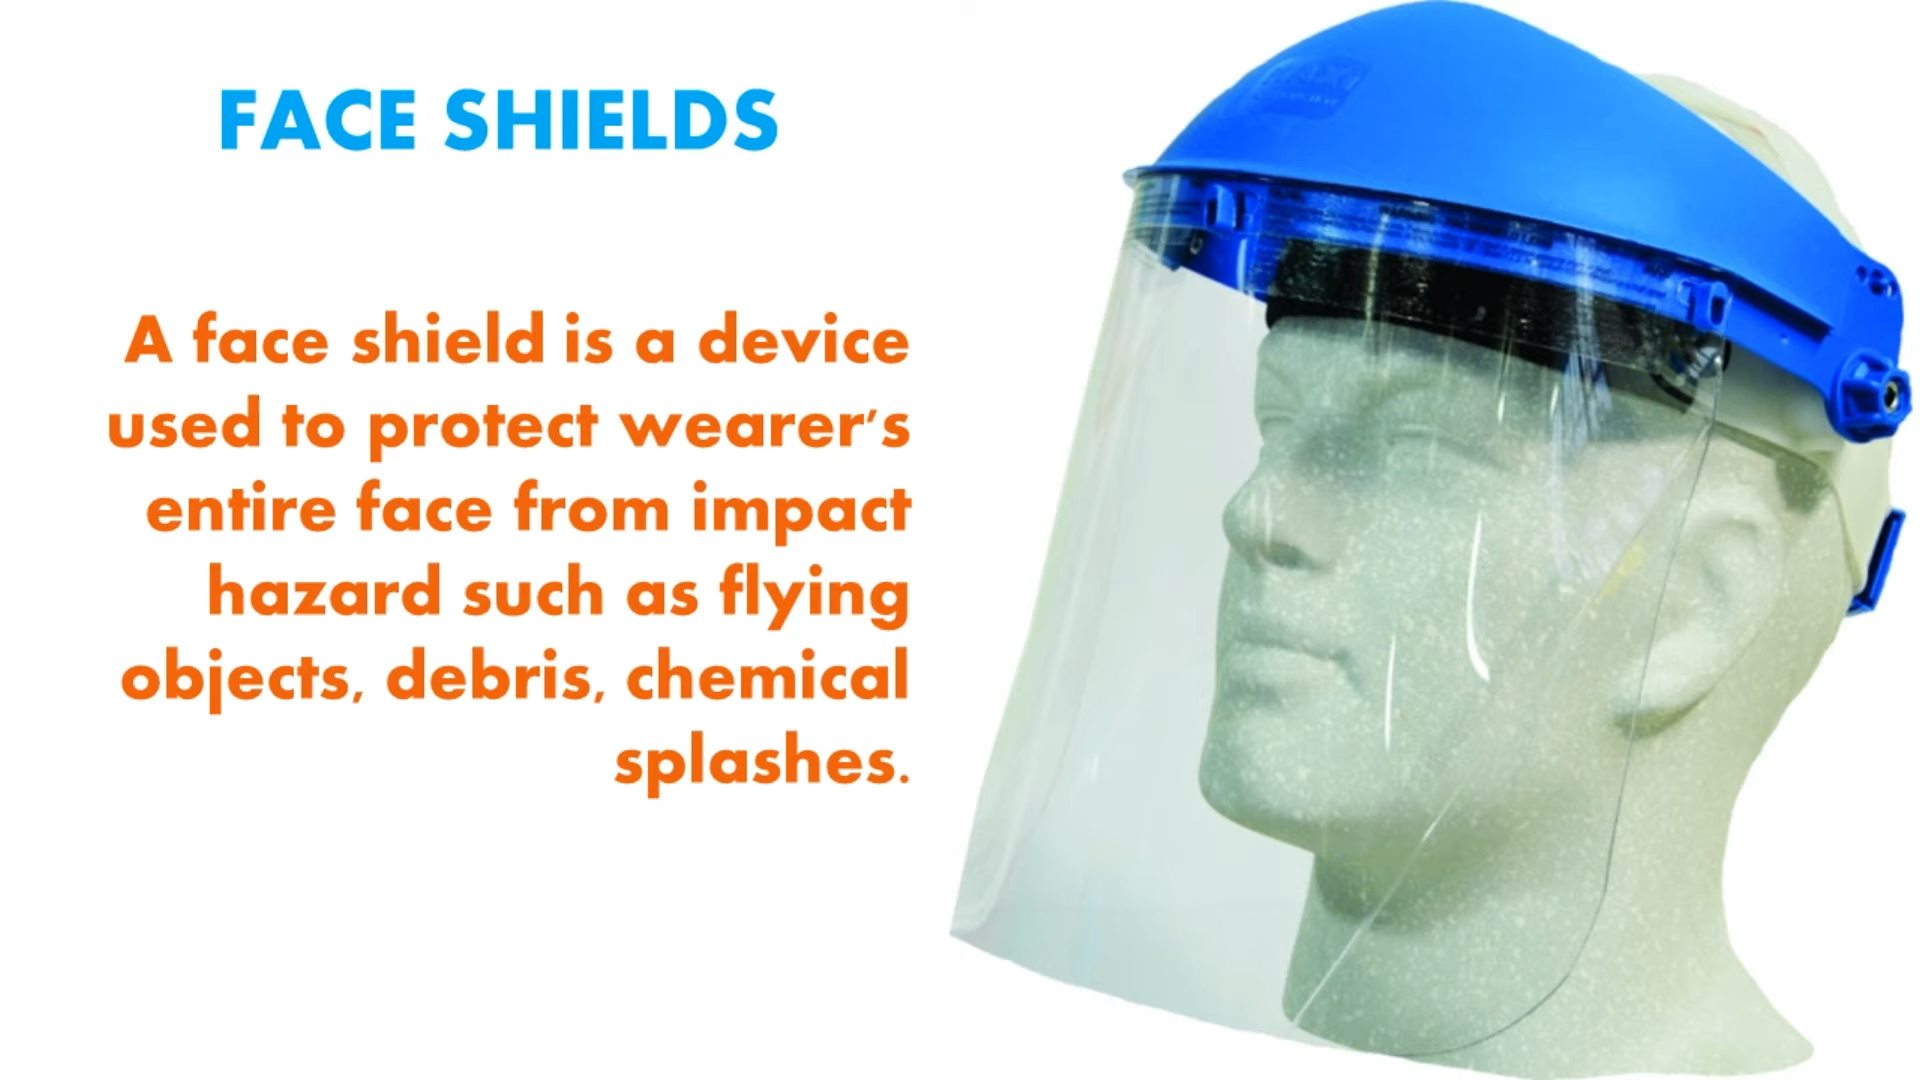 FACE SHIELDS
A face shield is a device
used to protect wearer's
entire face from impact
hazard such as flying
objects, debris, chemical
splashes.